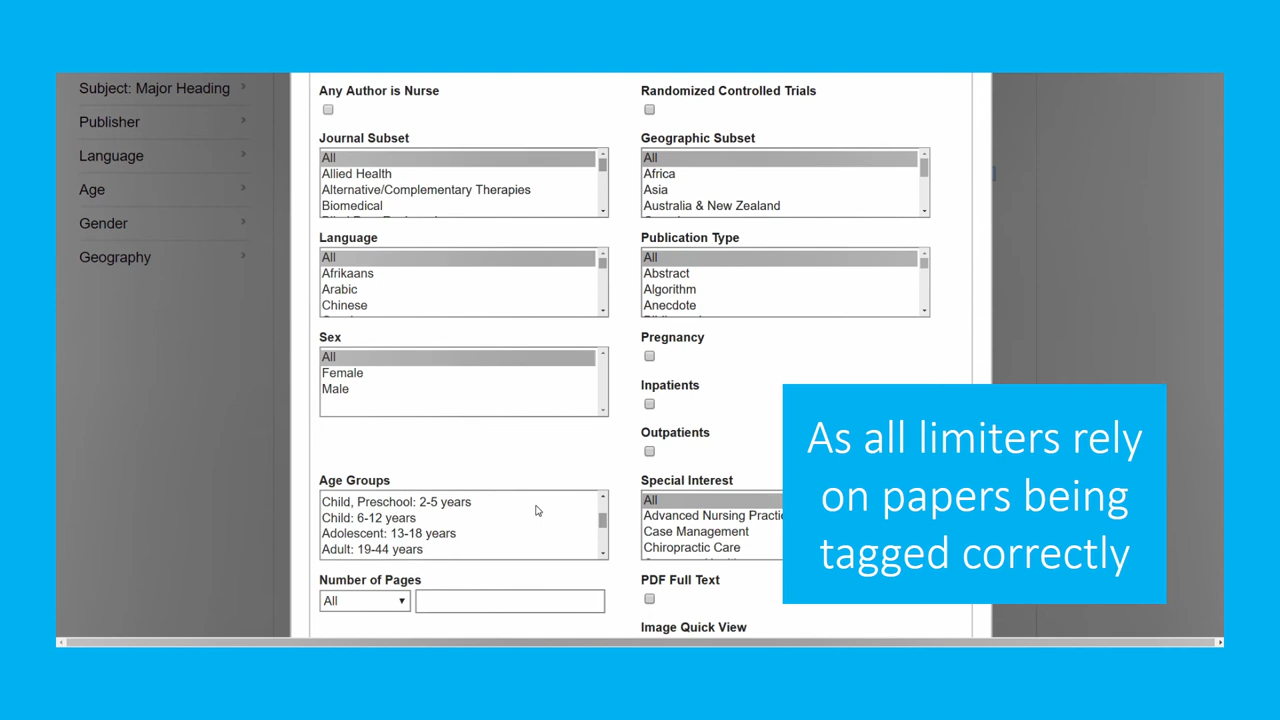 Subject: Major Heading
Publisher
Language
Age
Gender
Geography
Any Author is Nurse
Randomized Controlled Trials
Journal Subset
All
Allied Health
Alternative/Complementary Therapies
Biomedical
Geographic Subset
All
Africa
Asia
Australia & New Zealand
Language
All
Afrikaans
Arabic
Chinese
Publication Type
All
Abstract
Algorithm
Anecdote
Sex
All
Female
Male
Pregnancy
Inpatients
Outpatients
Age Groups
Child, Preschool: 2-5 years
Child: 6-12 years
Adolescent: 13-18 years
Adult: 19-44 years
Special Interest
All
Advanced Nursing Practi
Case Management
Chiropractic Care
Number of Pages
All
PDF Full Text
Image Quick View
As all limiters rely
on papers being
tagged correctly